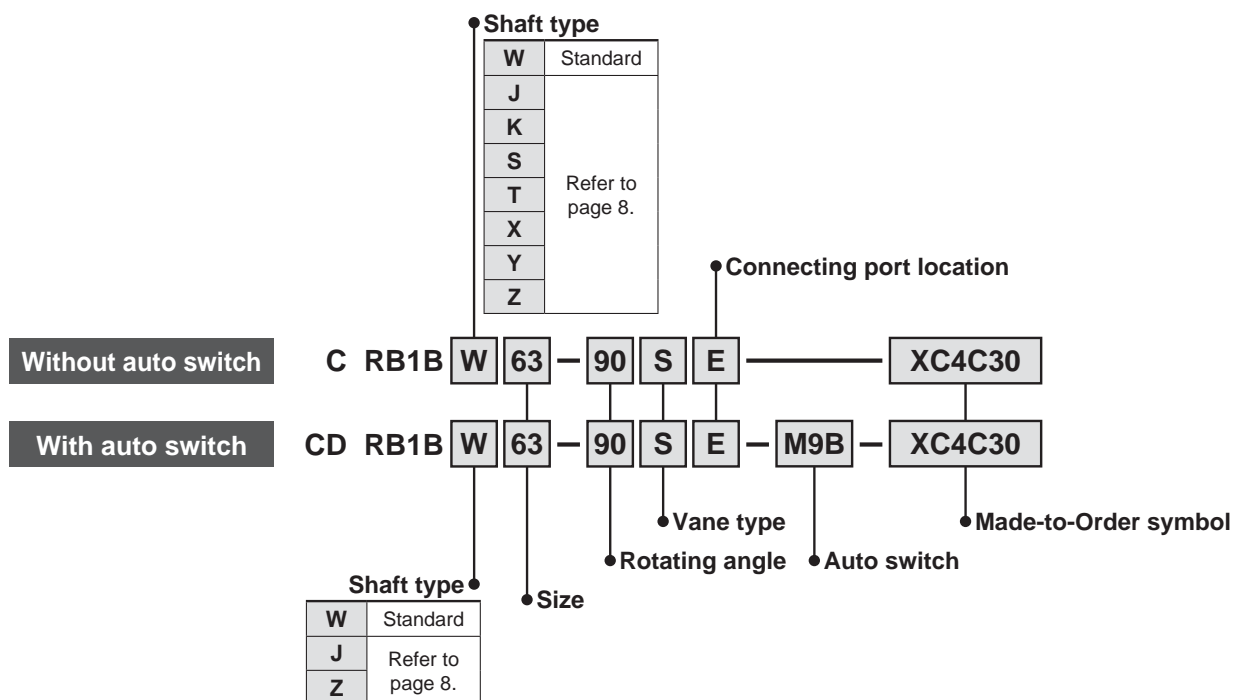 Shaft type
W Standard
J
K
S
T
X
Y
Z
Refer to
page 8.
Connecting port location
Without auto switch C RB1B W 63 — 90 S E — XC4C30
With auto switch CD RB1B W 63 — 90 S E — M9B — XC4C30
Vane type
Made-to-Order symbol
Rotating angle
Auto switch
Shaft type
Size
W Standard
J
Z
Refer to
page 8.